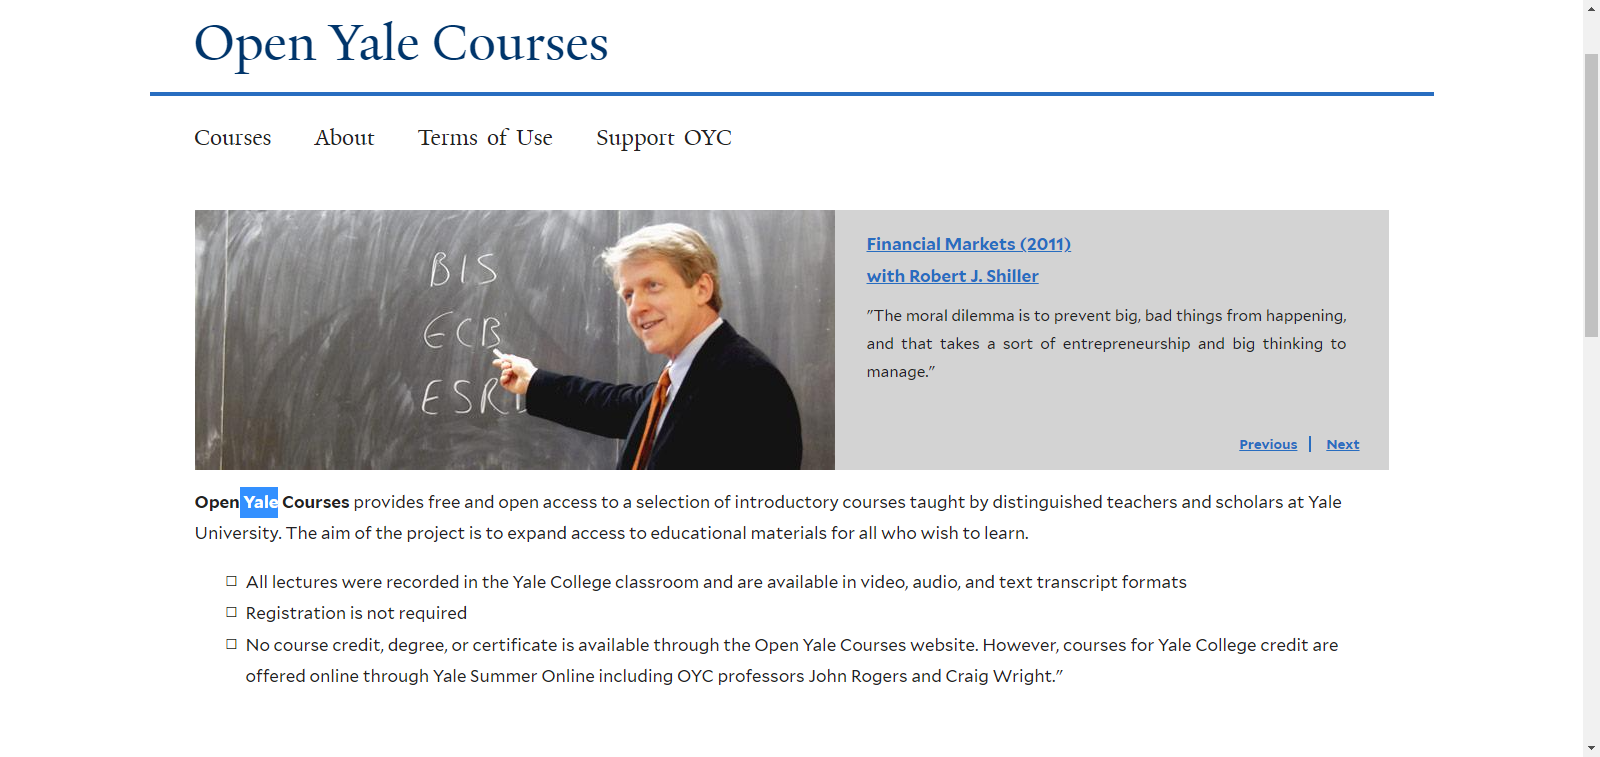 Open Yale Courses
Courses About Terms of Use Support OYC
BIS
ECB
ESR
Financial Markets (2011)
with Robert J. Shiller
"The moral dilemma is to prevent big, bad things from happening,
and that takes a sort of entrepreneurship and big thinking to
manage."
Previous | Next
Open Yale Courses provides free and open access to a selection of introductory courses taught by distinguished teachers and scholars at Yale
University. The aim of the project is to expand access to educational materials for all who wish to learn.
All lectures were recorded in the Yale College classroom and are available in video, audio, and text transcript formats
Registration is not required
No course credit, degree, or certificate is available through the Open Yale Courses website. However, courses for Yale College credit are
offered online through Yale Summer Online including OYC professors John Rogers and Craig Wright."